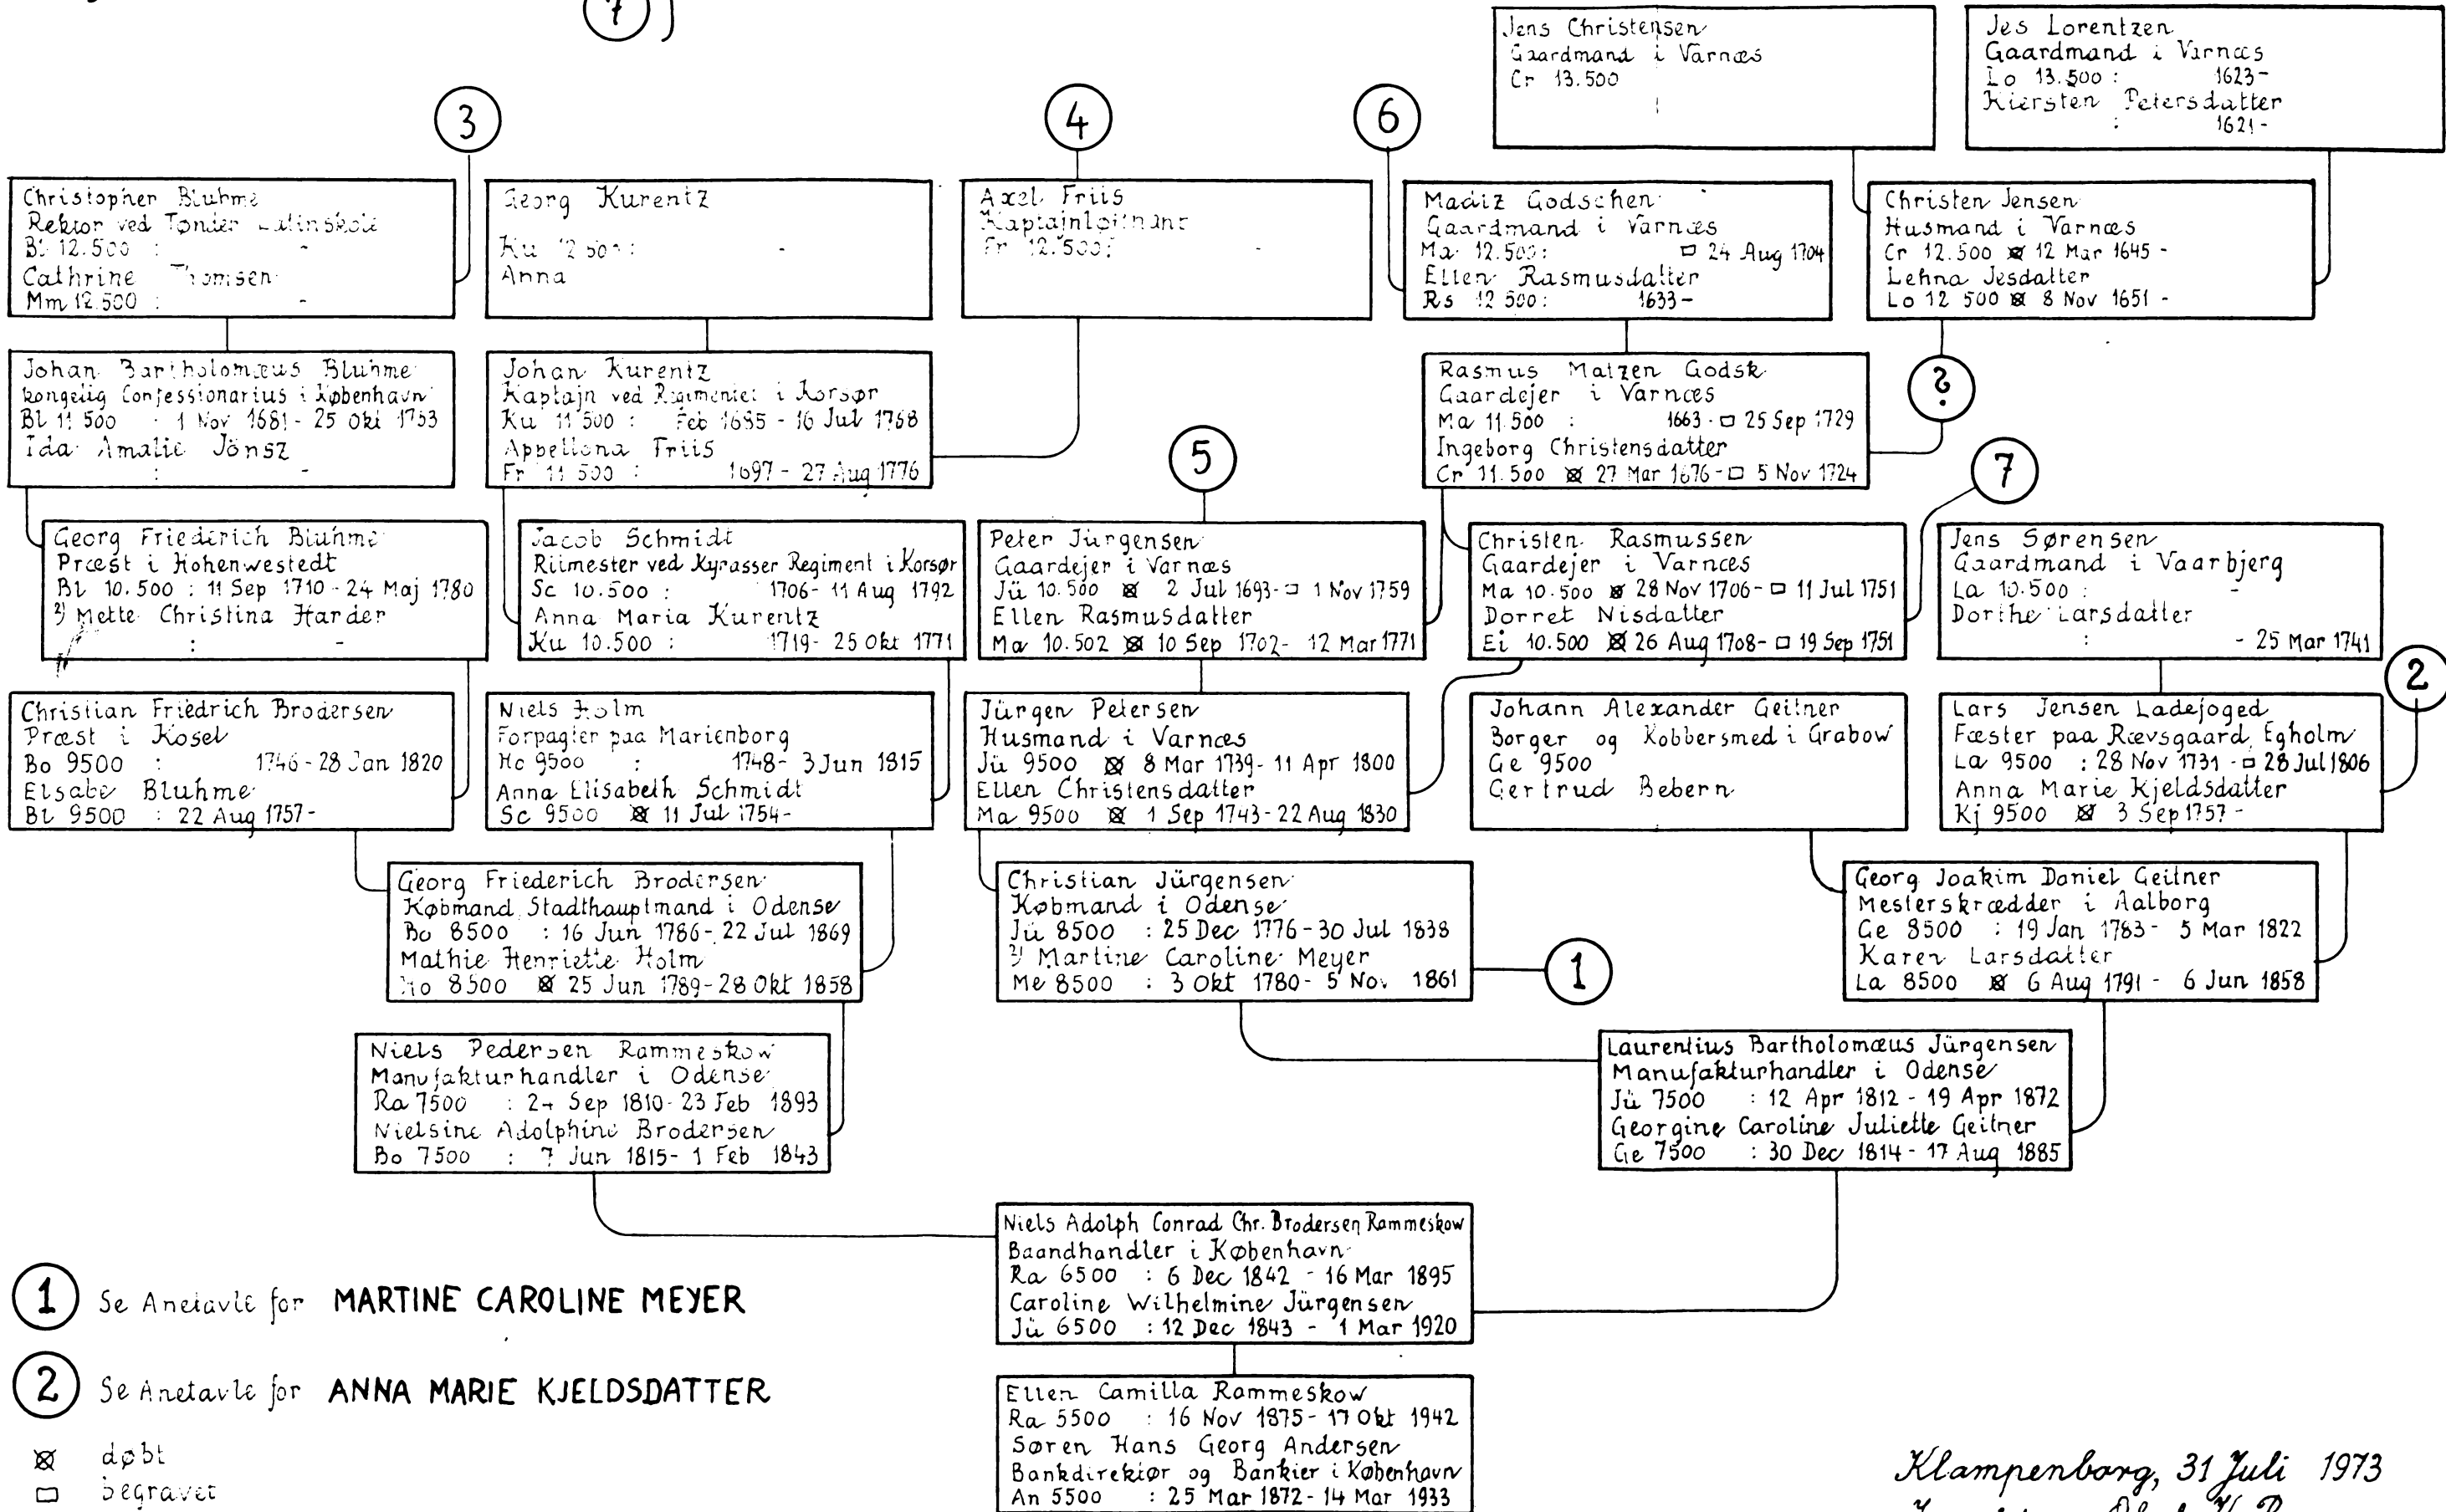 7
Jens Christensen
Gaardmand i Varnæs
Cr 13.500
Jes Lorentzen
Gaardmand i Varnæs
Lo 13.500 : 1623-
Kiersten Petersdatter
: 1621-
3
4
6
Christopher Bluhme
Rektor ved Tønder Latinskole
Bl 12.500 : -
Cathrine Thomsen
Mm 12.500 : -
Georg Kurentz
Ku 12.500 : -
Anna
Axel Friis
Kaptajnløjtnant
Fr 12.500: -
Madiz Godschen
Gaardmand i Varnæs
Ma 12.500: ▭ 24 Aug 1704
Ellen Rasmusdatter
Rs 12 500: 1633-
Christen Jensen
Husmand i Varnæs
Cr 12.500 ⌧ 12 Mar 1645 -
Lehna Jesdatter
Lo 12 500 ⌧ 8 Nov 1651 -
Johan Bartholomæus Bluhme
kongelig Confessionarius i København
Bl 11 500 : 1 Nov 1681 - 25 Okt 1753
Ida Amalie Jönsz
: -
Johan Kurentz
Kaptajn ved Regimentet i Korsør
Ku 11 500 : Feb 1685 - 16 Jul 1768
Appellona Friis
Fr 11 500 : 1697 - 27 Aug 1776
5
Rasmus Matzen Godsk
Gaardejer i Varnæs
Ma 11.500 : 1663 - ▭ 25 Sep 1729
Ingeborg Christensdatter
Cr 11.500 ⌧ 27 Mar 1676 - ▭ 5 Nov 1724
?
7
Georg Friederich Bluhme
Præst i Hohenwestedt
Bl 10.500 : 11 Sep 1710 - 24 Maj 1780
2) Mette Christina Harder
: -
Jacob Schmidt
Ritmester ved Kyrasser Regiment i Korsør
Sc 10.500 : 1706 - 11 Aug 1792
Anna Maria Kurentz
Ku 10.500 : 1719 - 25 Okt 1771
Peter Jürgensen
Gaardejer i Varnæs
Jü 10.500 ⌧ 2 Jul 1693 - ▭ 1 Nov 1759
Ellen Rasmusdatter
Ma 10.502 ⌧ 10 Sep 1702 - 12 Mar 1771
Christen Rasmussen
Gaardejer i Varnæs
Ma 10.500 ⌧ 28 Nov 1706 - ▭ 11 Jul 1751
Dorret Nisdatter
Ei 10.500 ⌧ 26 Aug 1708 - ▭ 19 Sep 1751
Jens Sørensen
Gaardmand i Vaarbjerg
La 10.500 : -
Dorthe Larsdatter
: - 25 Mar 1741
2
Christian Friedrich Brodersen
Præst i Kosel
Bo 9500 : 1746 - 28 Jan 1820
Elsabe Bluhme
Bl 9500 : 22 Aug 1757 -
Niels Holm
Forpagter paa Marienborg
Ho 9500 : 1748 - 3 Jun 1815
Anna Elisabeth Schmidt
Sc 9500 ⌧ 11 Jul 1754 -
Jürgen Petersen
Husmand i Varnæs
Jü 9500 ⌧ 8 Mar 1739 - 11 Apr 1800
Ellen Christensdatter
Ma 9500 ⌧ 1 Sep 1743 - 22 Aug 1830
Johann Alexander Geitner
Borger og Kobbersmed i Grabow
Ge 9500
Gertrud Bebern
Lars Jensen Ladefoged
Fæster paa Rævsgaard, Egholm
La 9500 : 28 Nov 1731 - ▭ 28 Jul 1806
Anna Marie Kjeldsdatter
Kj 9500 ⌧ 3 Sep 1757 -
Georg Friederich Brodersen
Købmand, Stadthauptmand i Odense
Bo 8500 : 16 Jun 1786 - 22 Jul 1869
Mathie Henriette Holm
Ho 8500 ⌧ 25 Jun 1789 - 28 Okt 1858
Christian Jürgensen
Købmand i Odense
Jü 8500 : 25 Dec 1776 - 30 Jul 1838
2) Martine Caroline Meyer
Me 8500 : 3 Okt 1780 - 5 Nov 1861
1
Georg Joakim Daniel Geitner
Mesterskrædder i Aalborg
Ge 8500 : 19 Jan 1783 - 5 Mar 1822
Karen Larsdatter
La 8500 ⌧ 6 Aug 1791 - 6 Jun 1858
Niels Pedersen Rammeskow
Manufakturhandler i Odense
Ra 7500 : 24 Sep 1810 - 23 Feb 1893
Nielsine Adolphine Brodersen
Bo 7500 : 7 Jun 1815 - 1 Feb 1843
Laurentius Bartholomæus Jürgensen
Manufakturhandler i Odense
Jü 7500 : 12 Apr 1812 - 19 Apr 1872
Georgine Caroline Juliette Geitner
Ge 7500 : 30 Dec 1814 - 17 Aug 1885
Niels Adolph Conrad Chr. Brodersen Rammeskow
Baandhandler i København
Ra 6500 : 6 Dec 1842 - 16 Mar 1895
Caroline Wilhelmine Jürgensen
Jü 6500 : 12 Dec 1843 - 1 Mar 1920
1 Se Anetavle for MARTINE CAROLINE MEYER
2 Se Anetavle for ANNA MARIE KJELDSDATTER
Ellen Camilla Rammeskow
Ra 5500 : 16 Nov 1875 - 17 Okt 1942
Søren Hans Georg Andersen
Bankdirektør og Bankier i København
An 5500 : 25 Mar 1872 - 14 Mar 1933
⌧ døbt
▭ begravet
Klampenborg, 31 Juli 1973